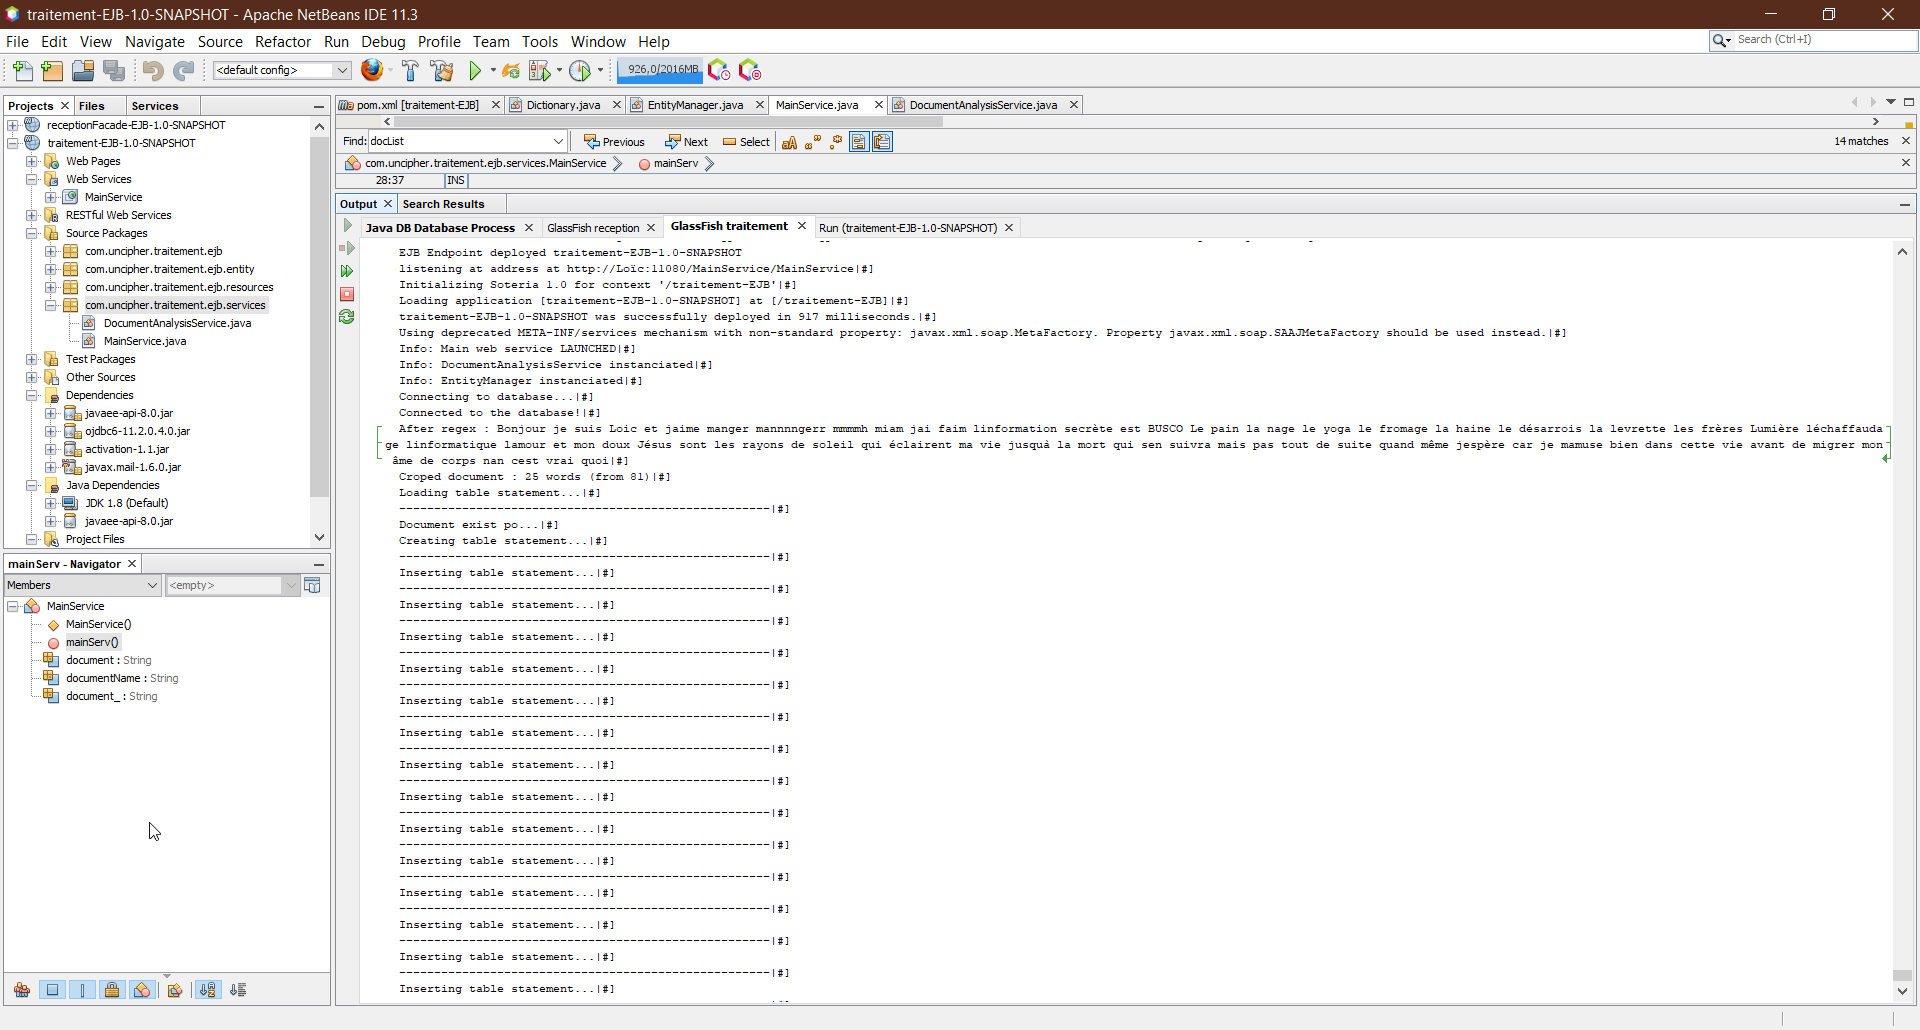 traitement-EJB-1.0-SNAPSHOT - Apache NetBeans IDE 11.3
File Edit View Navigate Source Refactor Run Debug Profile Team Tools Window Help
Search (Ctrl+I)
<default config>
926,0/2016MB
Projects Files Services
receptionFacade-EJB-1.0-SNAPSHOT
traitement-EJB-1.0-SNAPSHOT
Web Pages
Web Services
MainService
RESTful Web Services
Source Packages
com.uncipher.traitement.ejb
com.uncipher.traitement.ejb.entity
com.uncipher.traitement.ejb.resources
com.uncipher.traitement.ejb.services
DocumentAnalysisService.java
MainService.java
Test Packages
Other Sources
Dependencies
javaee-api-8.0.jar
ojdbc6-11.2.0.4.0.jar
activation-1.1.jar
javax.mail-1.6.0.jar
Java Dependencies
JDK 1.8 (Default)
javaee-api-8.0.jar
Project Files
mainServ - Navigator
Members <empty>
MainService
MainService()
mainServ()
document : String
documentName : String
document_ : String
pom.xml [traitement-EJB] Dictionary.java EntityManager.java MainService.java DocumentAnalysisService.java
Find: docList Previous Next Select 14 matches
com.uncipher.traitement.ejb.services.MainService mainServ
28:37 INS
Output Search Results
Java DB Database Process GlassFish reception GlassFish traitement Run (traitement-EJB-1.0-SNAPSHOT)
EJB Endpoint deployed traitement-EJB-1.0-SNAPSHOT
listening at address at http://Loïc:11080/MainService/MainService|#]
Initializing Soteria 1.0 for context '/traitement-EJB'|#]
Loading application [traitement-EJB-1.0-SNAPSHOT] at [/traitement-EJB]|#]
traitement-EJB-1.0-SNAPSHOT was successfully deployed in 917 milliseconds.|#]
Using deprecated META-INF/services mechanism with non-standard property: javax.xml.soap.MetaFactory. Property javax.xml.soap.SAAJMetaFactory should be used instead.|#]
Info: Main web service LAUNCHED|#]
Info: DocumentAnalysisService instanciated|#]
Info: EntityManager instanciated|#]
Connecting to database...|#]
Connected to the database!|#]
After regex : Bonjour je suis Loic et jaime manger mannnngerr mmmmh miam jai faim linformation secrète est BUSCO Le pain la nage le yoga le fromage la haine le désarrois la levrette les frères Lumière léchaffauda
ge linformatique lamour et mon doux Jésus sont les rayons de soleil qui éclairent ma vie jusquà la mort qui sen suivra mais pas tout de suite quand même jespère car je mamuse bien dans cette vie avant de migrer mon
âme de corps nan cest vrai quoi|#]
Croped document : 25 words (from 81)|#]
Loading table statement...|#]
-----------------------------------------------------|#]
Document exist po...|#]
Creating table statement...|#]
-----------------------------------------------------|#]
Inserting table statement...|#]
-----------------------------------------------------|#]
Inserting table statement...|#]
-----------------------------------------------------|#]
Inserting table statement...|#]
-----------------------------------------------------|#]
Inserting table statement...|#]
-----------------------------------------------------|#]
Inserting table statement...|#]
-----------------------------------------------------|#]
Inserting table statement...|#]
-----------------------------------------------------|#]
Inserting table statement...|#]
-----------------------------------------------------|#]
Inserting table statement...|#]
-----------------------------------------------------|#]
Inserting table statement...|#]
-----------------------------------------------------|#]
Inserting table statement...|#]
-----------------------------------------------------|#]
Inserting table statement...|#]
-----------------------------------------------------|#]
Inserting table statement...|#]
-----------------------------------------------------|#]
Inserting table statement...|#]
-----------------------------------------------------|#]
Inserting table statement...|#]